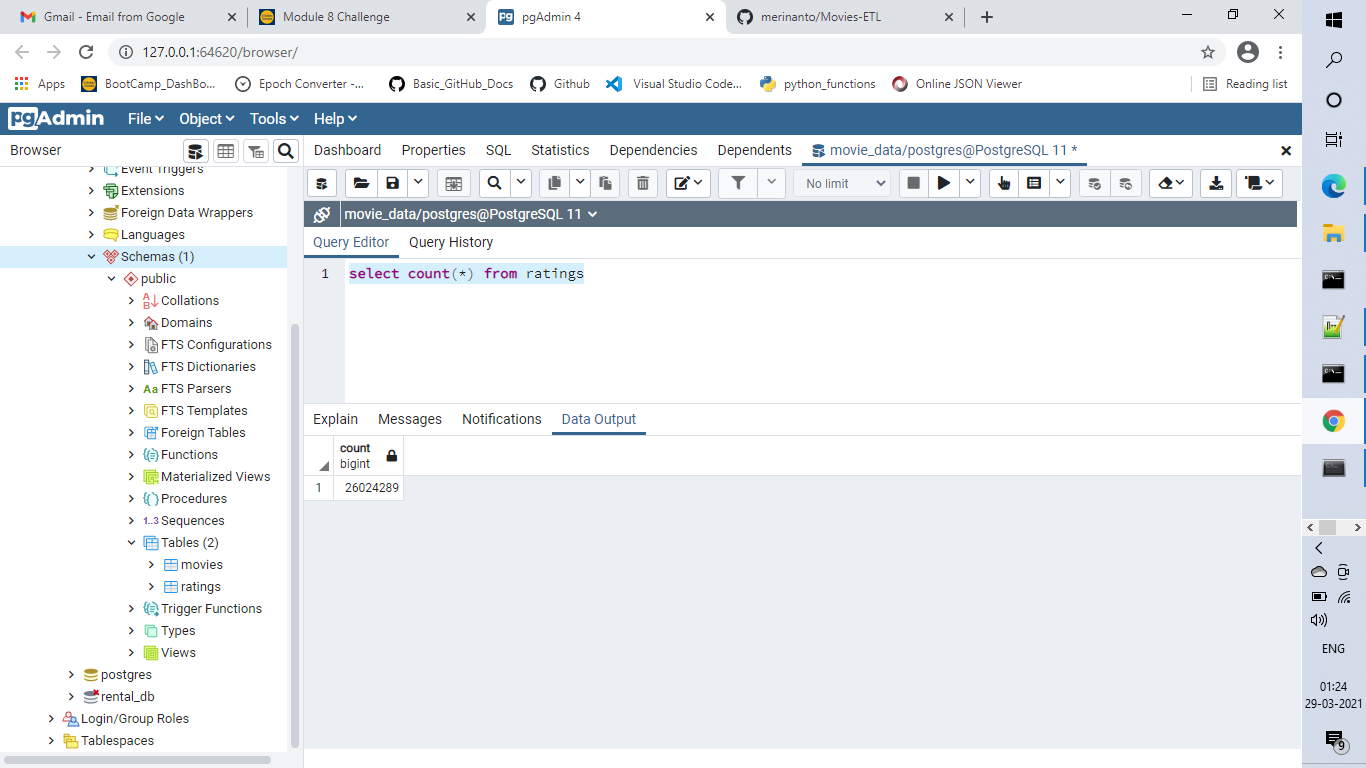 Gmail - Email from Google
Module 8 Challenge
pgAdmin 4
merinanto/Movies-ETL
127.0.0.1:64620/browser/
Apps
BootCamp_DashBo...
Epoch Converter -...
Basic_GitHub_Docs
Github
Visual Studio Code...
python_functions
Online JSON Viewer
Reading list
pgAdmin
File
Object
Tools
Help
Browser
Dashboard
Properties
SQL
Statistics
Dependencies
Dependents
movie_data/postgres@PostgreSQL 11 *
No limit
movie_data/postgres@PostgreSQL 11
Query Editor
Query History
1
select count(*) from ratings
Explain
Messages
Notifications
Data Output
count
bigint
1
26024289
Event Triggers
Extensions
Foreign Data Wrappers
Languages
Schemas (1)
public
Collations
Domains
FTS Configurations
FTS Dictionaries
Aa FTS Parsers
FTS Templates
Foreign Tables
Functions
Materialized Views
Procedures
1..3 Sequences
Tables (2)
movies
ratings
Trigger Functions
Types
Views
postgres
rental_db
Login/Group Roles
Tablespaces
ENG
01:24
29-03-2021
9